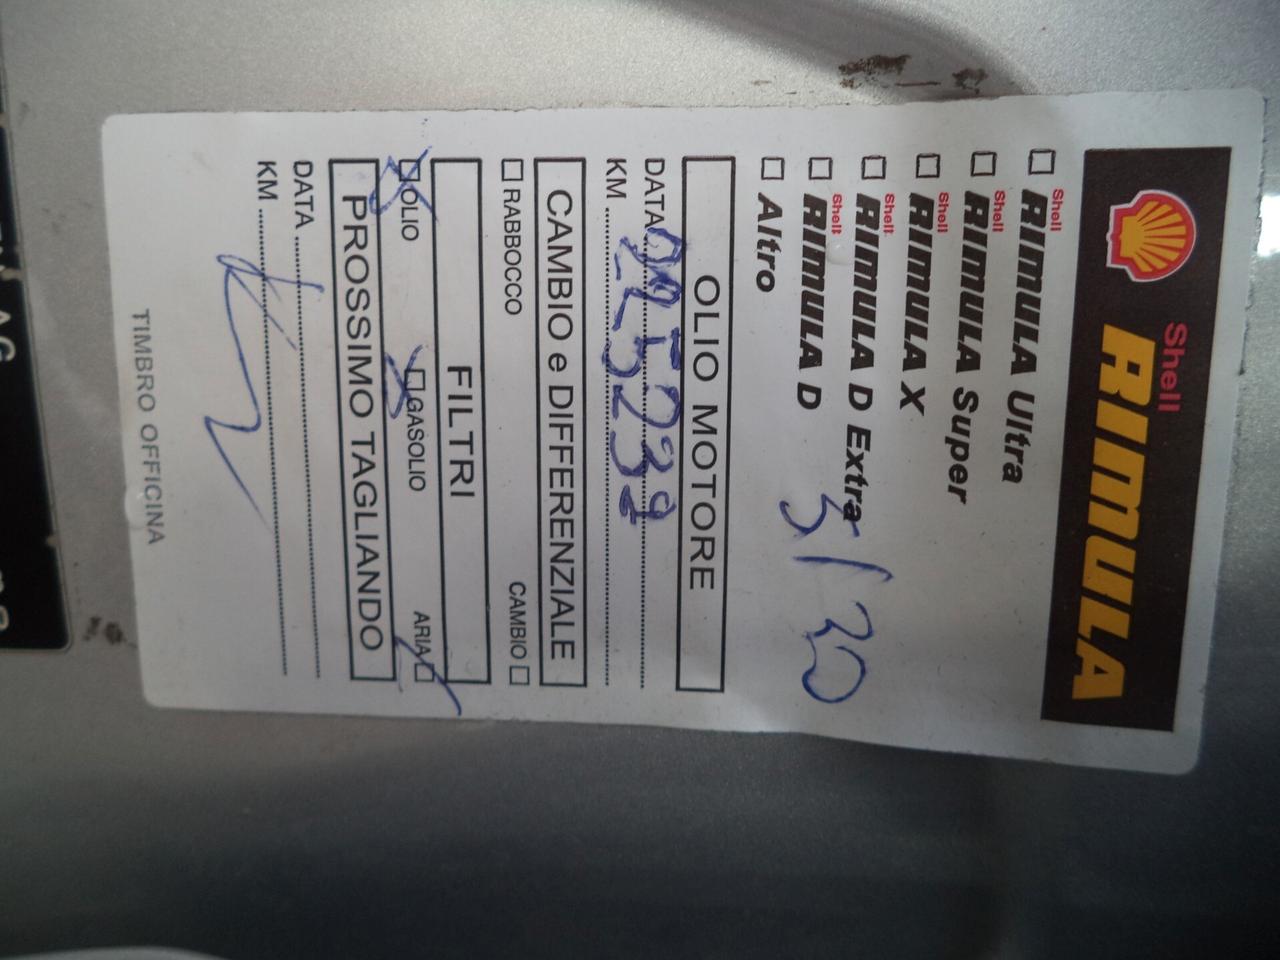 Shell
RIMULA
☐ Shell RIMULA Ultra
☐ Shell RIMULA Super
☐ Shell RIMULA X
☐ Shell RIMULA D Extra
☐ Shell RIMULA D
5/30
☐ Altro
OLIO MOTORE
DATA
KM
CAMBIO e DIFFERENZIALE
☐ RABBOCCO CAMBIO ☐
FILTRI
☒ OLIO ☒ GASOLIO ARIA ☒
PROSSIMO TAGLIANDO
DATA
KM
TIMBRO OFFICINA
AG